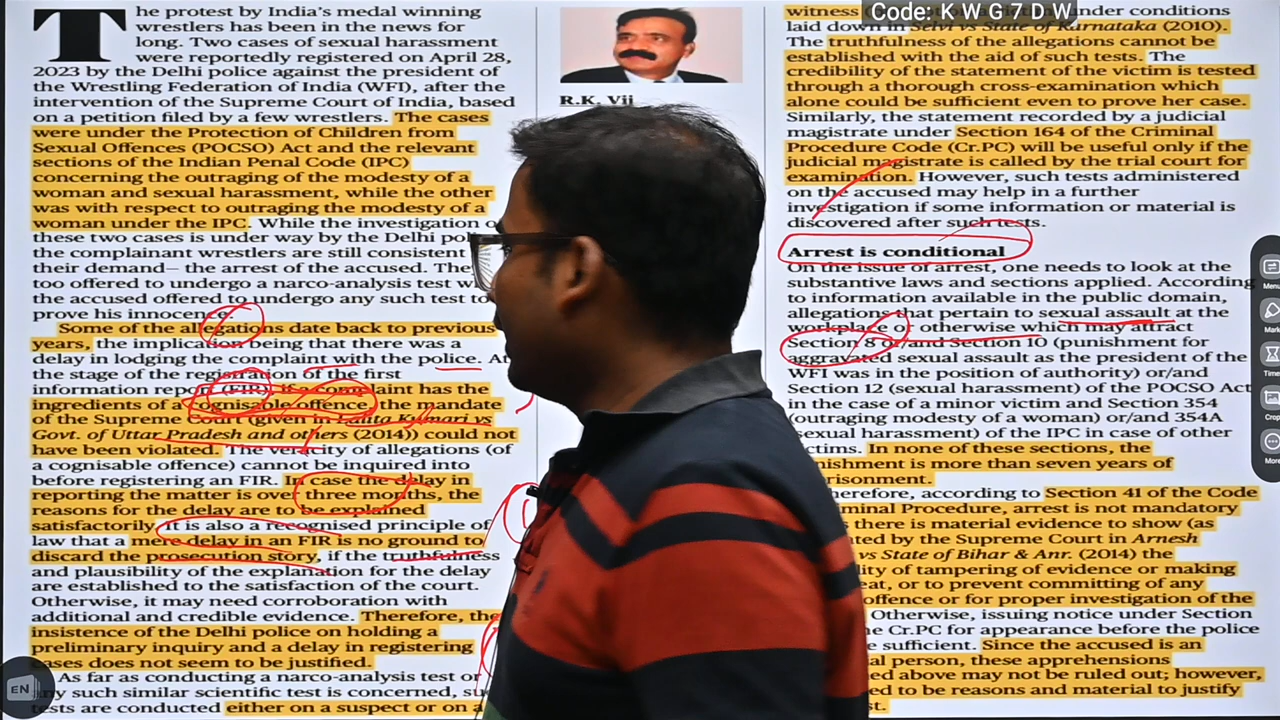 The protest by India's medal winning
wrestlers has been in the news for
long. Two cases of sexual harassment
were reportedly registered on April 28,
2023 by the Delhi police against the president of
the Wrestling Federation of India (WFI), after the
intervention of the Supreme Court of India, based
on a petition filed by a few wrestlers. The cases
were under the Protection of Children from
Sexual Offences (POCSO) Act and the relevant
sections of the Indian Penal Code (IPC)
concerning the outraging of the modesty of a
woman and sexual harassment, while the other
was with respect to outraging the modesty of a
woman under the IPC. While the investigation
these two cases is under way by the Delhi
the complainant wrestlers are still consistent
their demand— the arrest of the accused.
too offered to undergo a narco-analysis test
the accused offered to undergo any such test to
prove his innocence.
Some of the allegations date back to previous
years, the implication being that there was a
delay in lodging the complaint with the police.
the stage of the registration of the first
information report (FIR), if a complaint has the
ingredients of a cognisable offence, the mandate
of the Supreme Court (given in Lalita Kumari vs
Govt. of Uttar Pradesh and others (2014)) could not
have been violated. The veracity of allegations (of
a cognisable offence) cannot be inquired into
before registering an FIR. In case the delay in
reporting the matter is over three months, the
reasons for the delay are to be explained
satisfactorily. It is also a recognised principle of
law that a mere delay in an FIR is no ground to
discard the prosecution story, if the truthfulness
and plausibility of the explanation for the delay
are established to the satisfaction of the court.
Otherwise, it may need corroboration with
additional and credible evidence. Therefore, the
insistence of the Delhi police on holding a
preliminary inquiry and a delay in registering
cases does not seem to be justified.
As far as conducting a narco-analysis test or
any such similar scientific test is concerned,
tests are conducted either on a suspect or on a
R.K. Vij
Code: K W G 7 D W
witness under conditions
laid down in Selvi vs State of Karnataka (2010).
The truthfulness of the allegations cannot be
established with the aid of such tests. The
credibility of the statement of the victim is tested
through a thorough cross-examination which
alone could be sufficient even to prove her case.
Similarly, the statement recorded by a judicial
magistrate under Section 164 of the Criminal
Procedure Code (Cr.PC) will be useful only if the
judicial magistrate is called by the trial court for
examination. However, such tests administered
on the accused may help in a further
investigation if some information or material is
discovered after such tests.
Arrest is conditional
On the issue of arrest, one needs to look at the
substantive laws and sections applied. According
to information available in the public domain,
allegations that pertain to sexual assault at the
workplace or otherwise which may attract
Section 8 or/and Section 10 (punishment for
aggravated sexual assault as the president of the
WFI was in the position of authority) or/and
Section 12 (sexual harassment) of the POCSO Act
in the case of a minor victim and Section 354
(outraging modesty of a woman) or/and 354A
(sexual harassment) of the IPC in case of other
In none of these sections, the
is more than seven years of
according to Section 41 of the Code
Procedure, arrest is not mandatory
there is material evidence to show (as
by the Supreme Court in Arnesh
vs State of Bihar & Anr. (2014) the
of tampering of evidence or making
or to prevent committing of any
offence or for proper investigation of the
Otherwise, issuing notice under Section
Cr.PC for appearance before the police
sufficient. Since the accused is an
person, these apprehensions
above may not be ruled out; however,
to be reasons and material to justify
EN
Menu